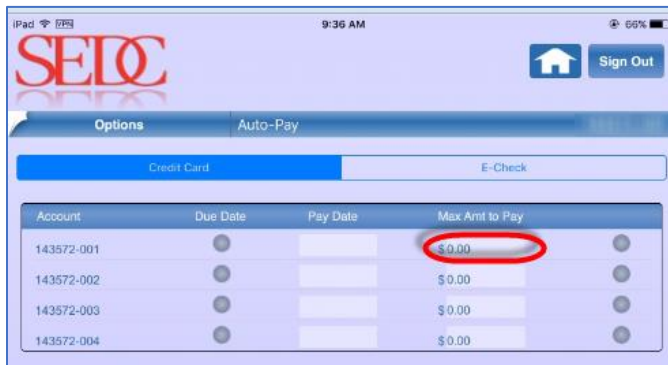 iPad VPN 9:36 AM 66%
SEDC
Sign Out
Options Auto-Pay
Credit Card E-Check
Account Due Date Pay Date Max Amt to Pay
143572-001 $0.00
143572-002 $0.00
143572-003 $0.00
143572-004 $0.00